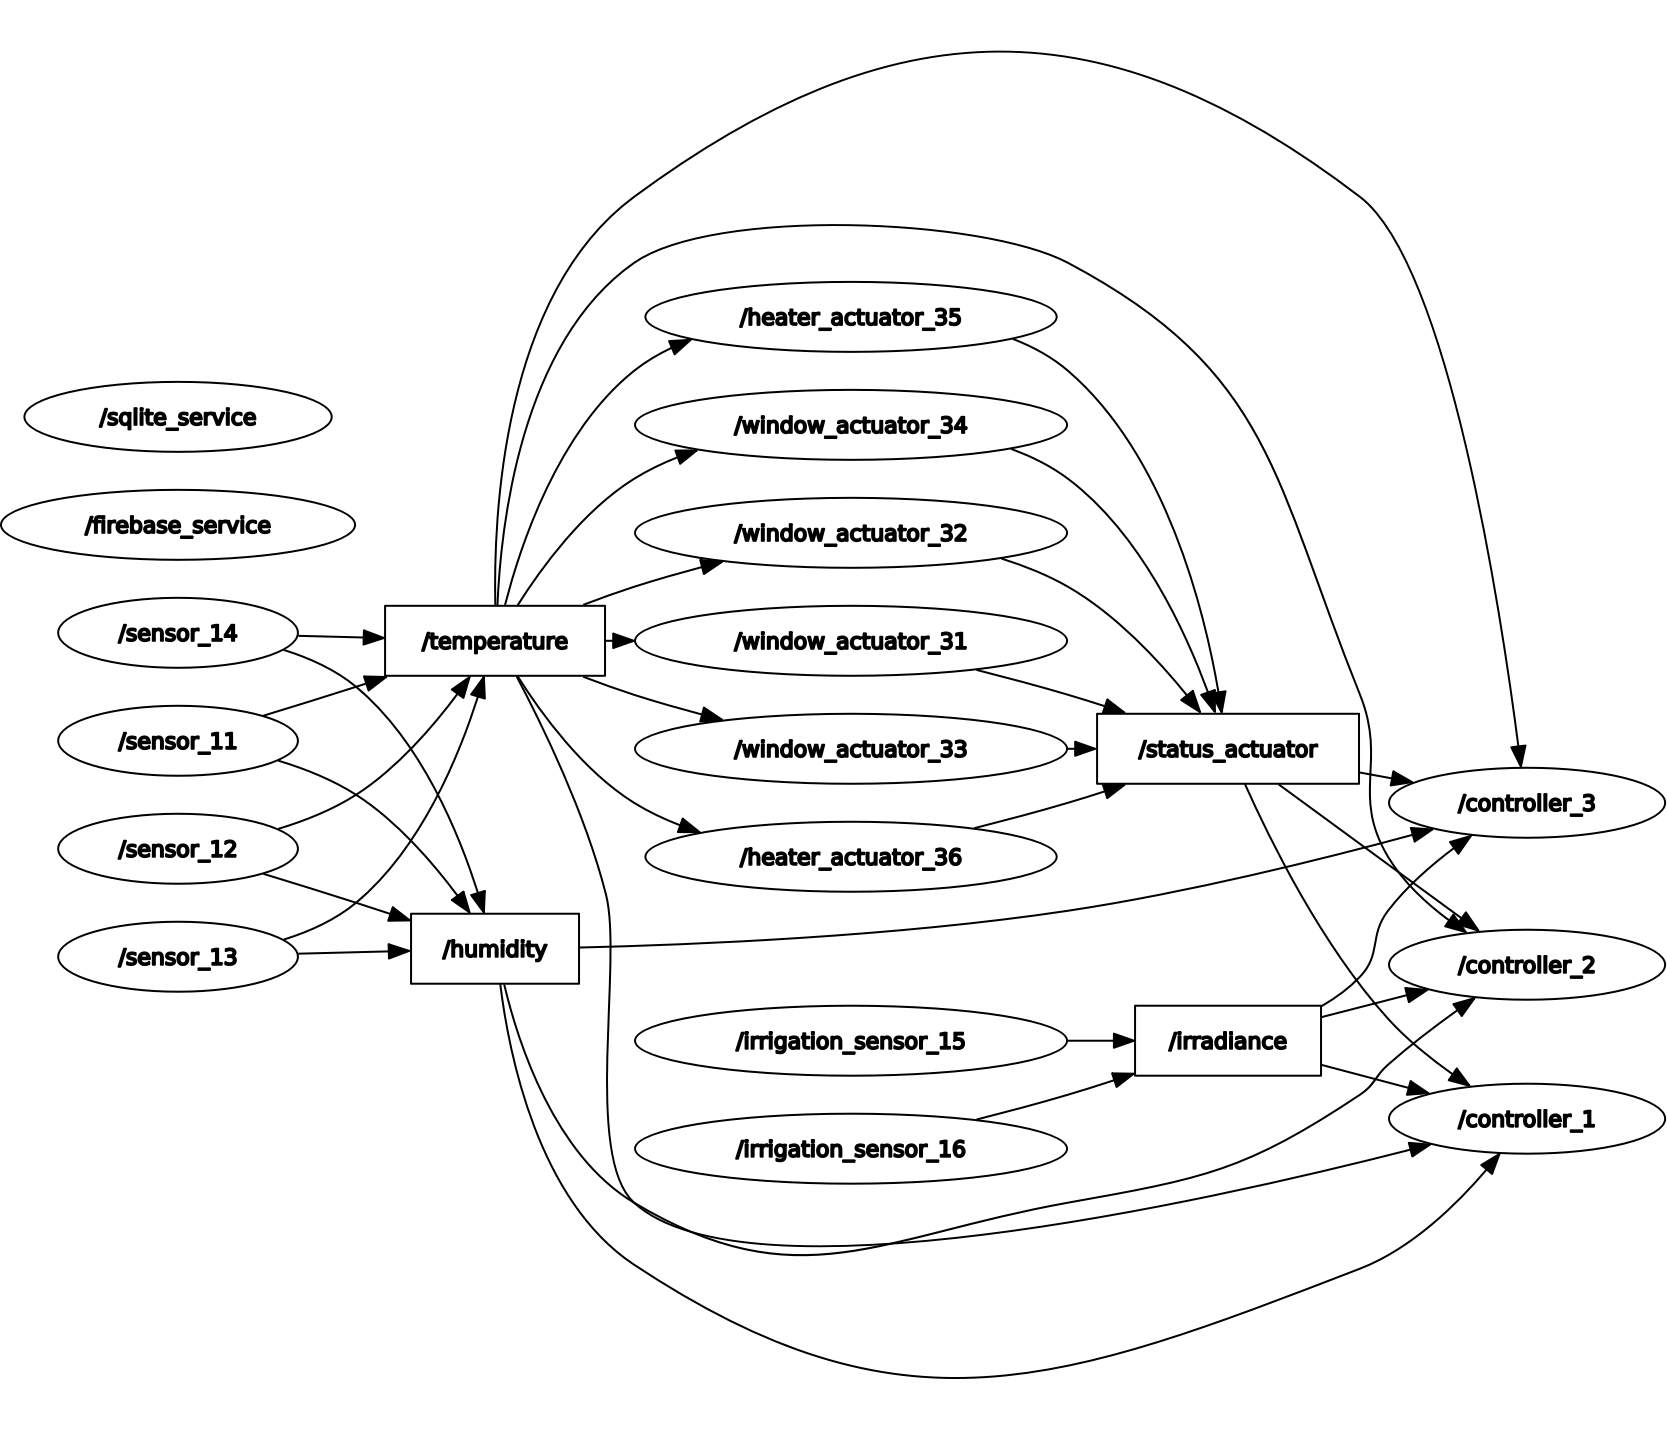 /heater_actuator_35
/sqlite_service
/window_actuator_34
/firebase_service
/window_actuator_32
/sensor_14
/temperature
/window_actuator_31
/sensor_11
/window_actuator_33
/status_actuator
/controller_3
/sensor_12
/heater_actuator_36
/sensor_13
/humidity
/controller_2
/irrigation_sensor_15
/irradiance
/controller_1
/irrigation_sensor_16